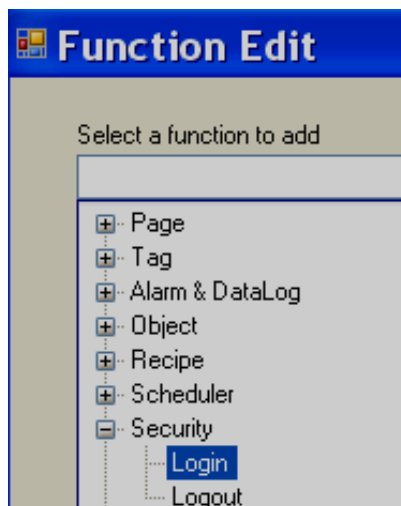 Function Edit
Select a function to add
Page
Tag
Alarm & DataLog
Object
Recipe
Scheduler
Security
Login
Logout